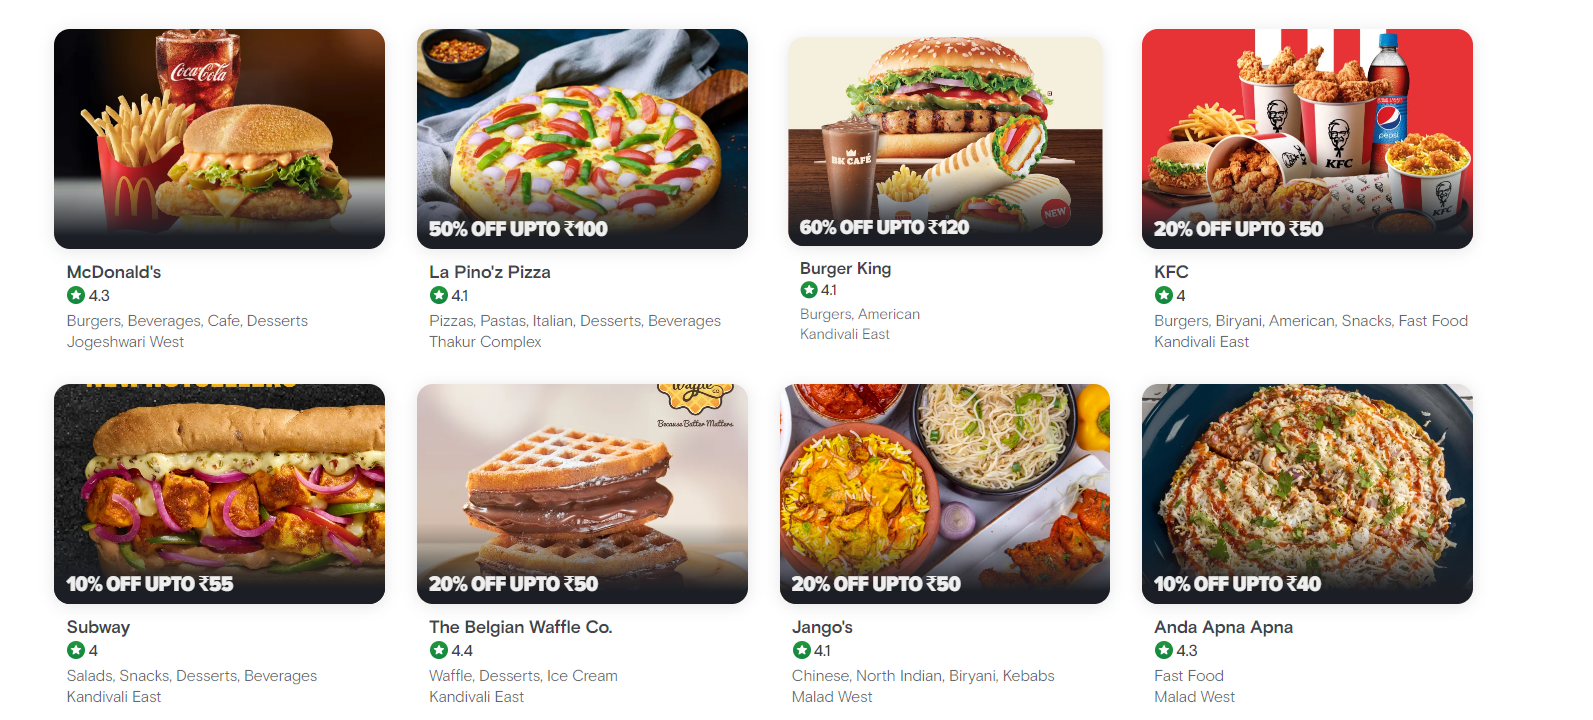 Coca-Cola
50% OFF UPTO ₹100
BK CAFÉ
NEW
60% OFF UPTO ₹120
pepsi
KFC
KFC
20% OFF UPTO ₹50
McDonald's
4.3
Burgers, Beverages, Cafe, Desserts
Jogeshwari West
La Pino'z Pizza
4.1
Pizzas, Pastas, Italian, Desserts, Beverages
Thakur Complex
Burger King
4.1
Burgers, American
Kandivali East
KFC
4
Burgers, Biryani, American, Snacks, Fast Food
Kandivali East
10% OFF UPTO ₹55
Waffle
CO.
Because Batter Matters
20% OFF UPTO ₹50
20% OFF UPTO ₹50
10% OFF UPTO ₹40
Subway
4
Salads, Snacks, Desserts, Beverages
Kandivali East
The Belgian Waffle Co.
4.4
Waffle, Desserts, Ice Cream
Kandivali East
Jango's
4.1
Chinese, North Indian, Biryani, Kebabs
Malad West
Anda Apna Apna
4.3
Fast Food
Malad West